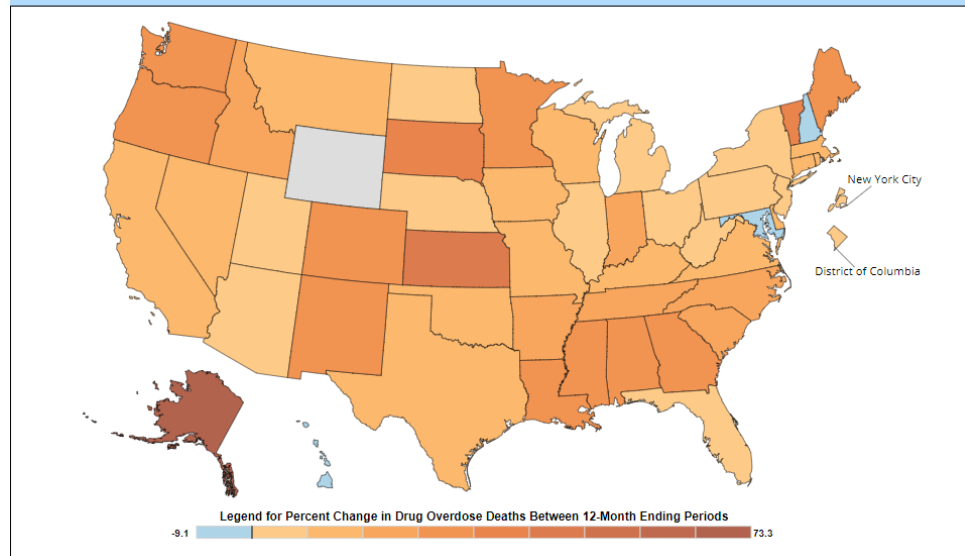 New York City
District of Columbia
Legend for Percent Change in Drug Overdose Deaths Between 12-Month Ending Periods
-9.1 73.3